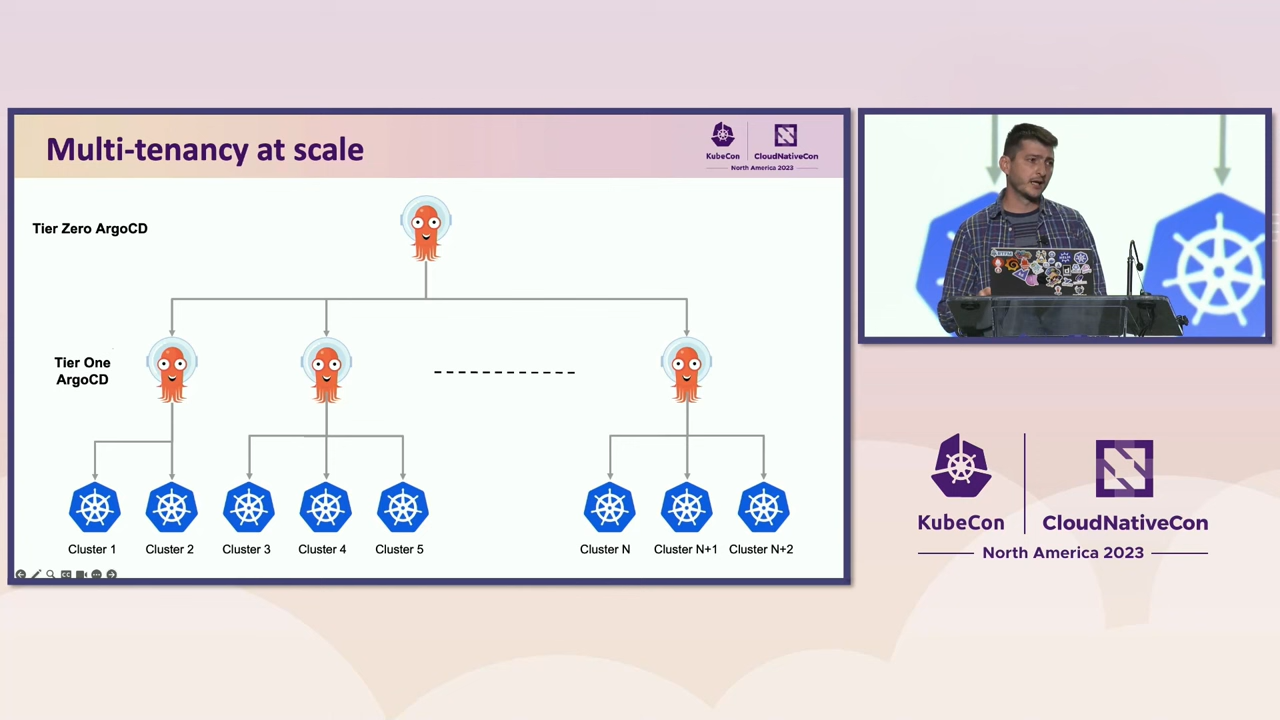 Multi-tenancy at scale
KubeCon
CloudNativeCon
North America 2023
Tier Zero ArgoCD
Tier One
ArgoCD
Cluster 1
Cluster 2
Cluster 3
Cluster 4
Cluster 5
Cluster N
Cluster N+1
Cluster N+2
KubeCon
CloudNativeCon
North America 2023